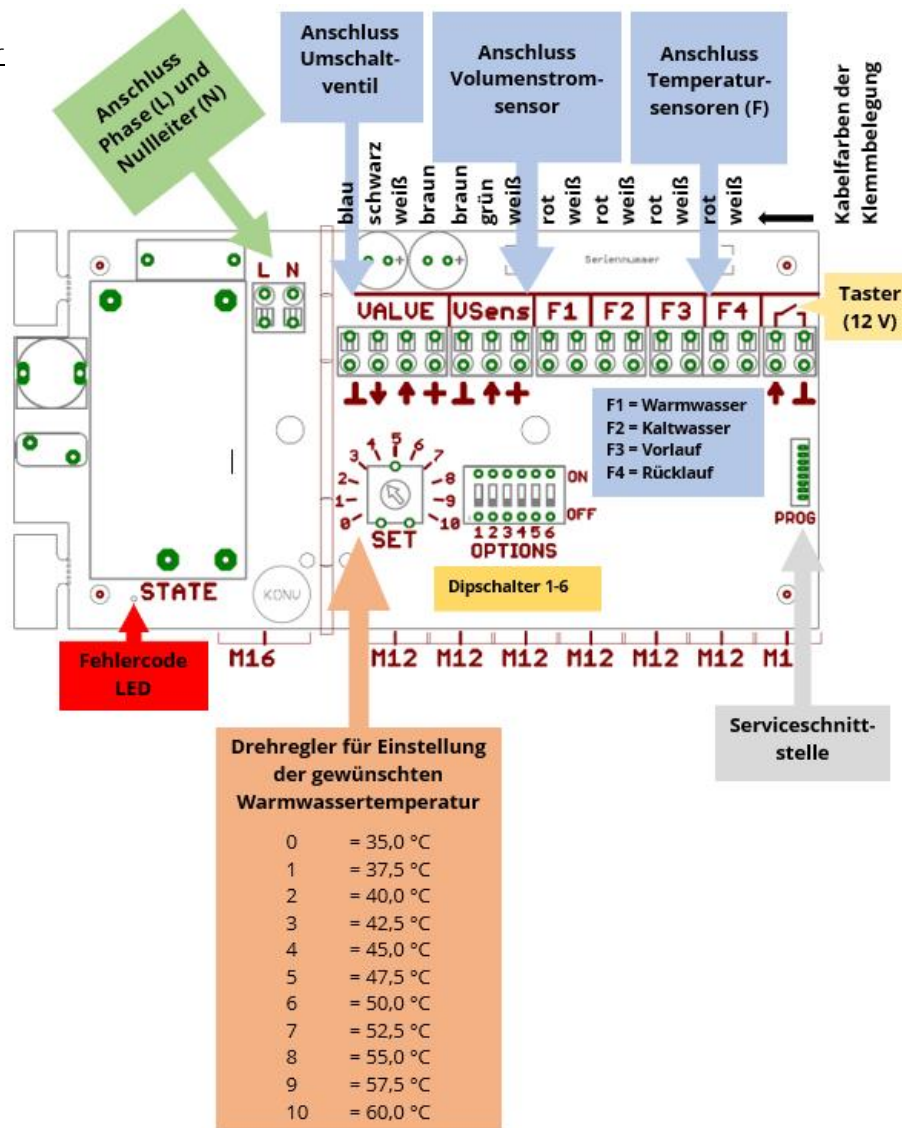 Anschluss
Phase (L) und
Nullleiter (N)
Anschluss
Umschalt-
ventil
Anschluss
Volumenstrom-
sensor
Anschluss
Temperatur-
sensoren (F)
Kabelfarben der
Klemmbelegung
blau
schwarz
weiß
braun
braun
grün
weiß
rot
weiß
rot
weiß
rot
weiß
rot
weiß
Seriennummer
L N
VALVE VSens F1 F2 F3 F4
Taster
(12 V)
F1 = Warmwasser
F2 = Kaltwasser
F3 = Vorlauf
F4 = Rücklauf
0 1 2 3 4 5 6 7 8 9 10
SET
ON
OFF
1 2 3 4 5 6
OPTIONS
PROG
Dipschalter 1-6
STATE
KONV
Fehlercode
LED
M16 M12 M12 M12 M12 M12 M12 M1
Serviceschnitt-
stelle
Drehregler für Einstellung
der gewünschten
Warmwassertemperatur
0 = 35,0 °C
1 = 37,5 °C
2 = 40,0 °C
3 = 42,5 °C
4 = 45,0 °C
5 = 47,5 °C
6 = 50,0 °C
7 = 52,5 °C
8 = 55,0 °C
9 = 57,5 °C
10 = 60,0 °C